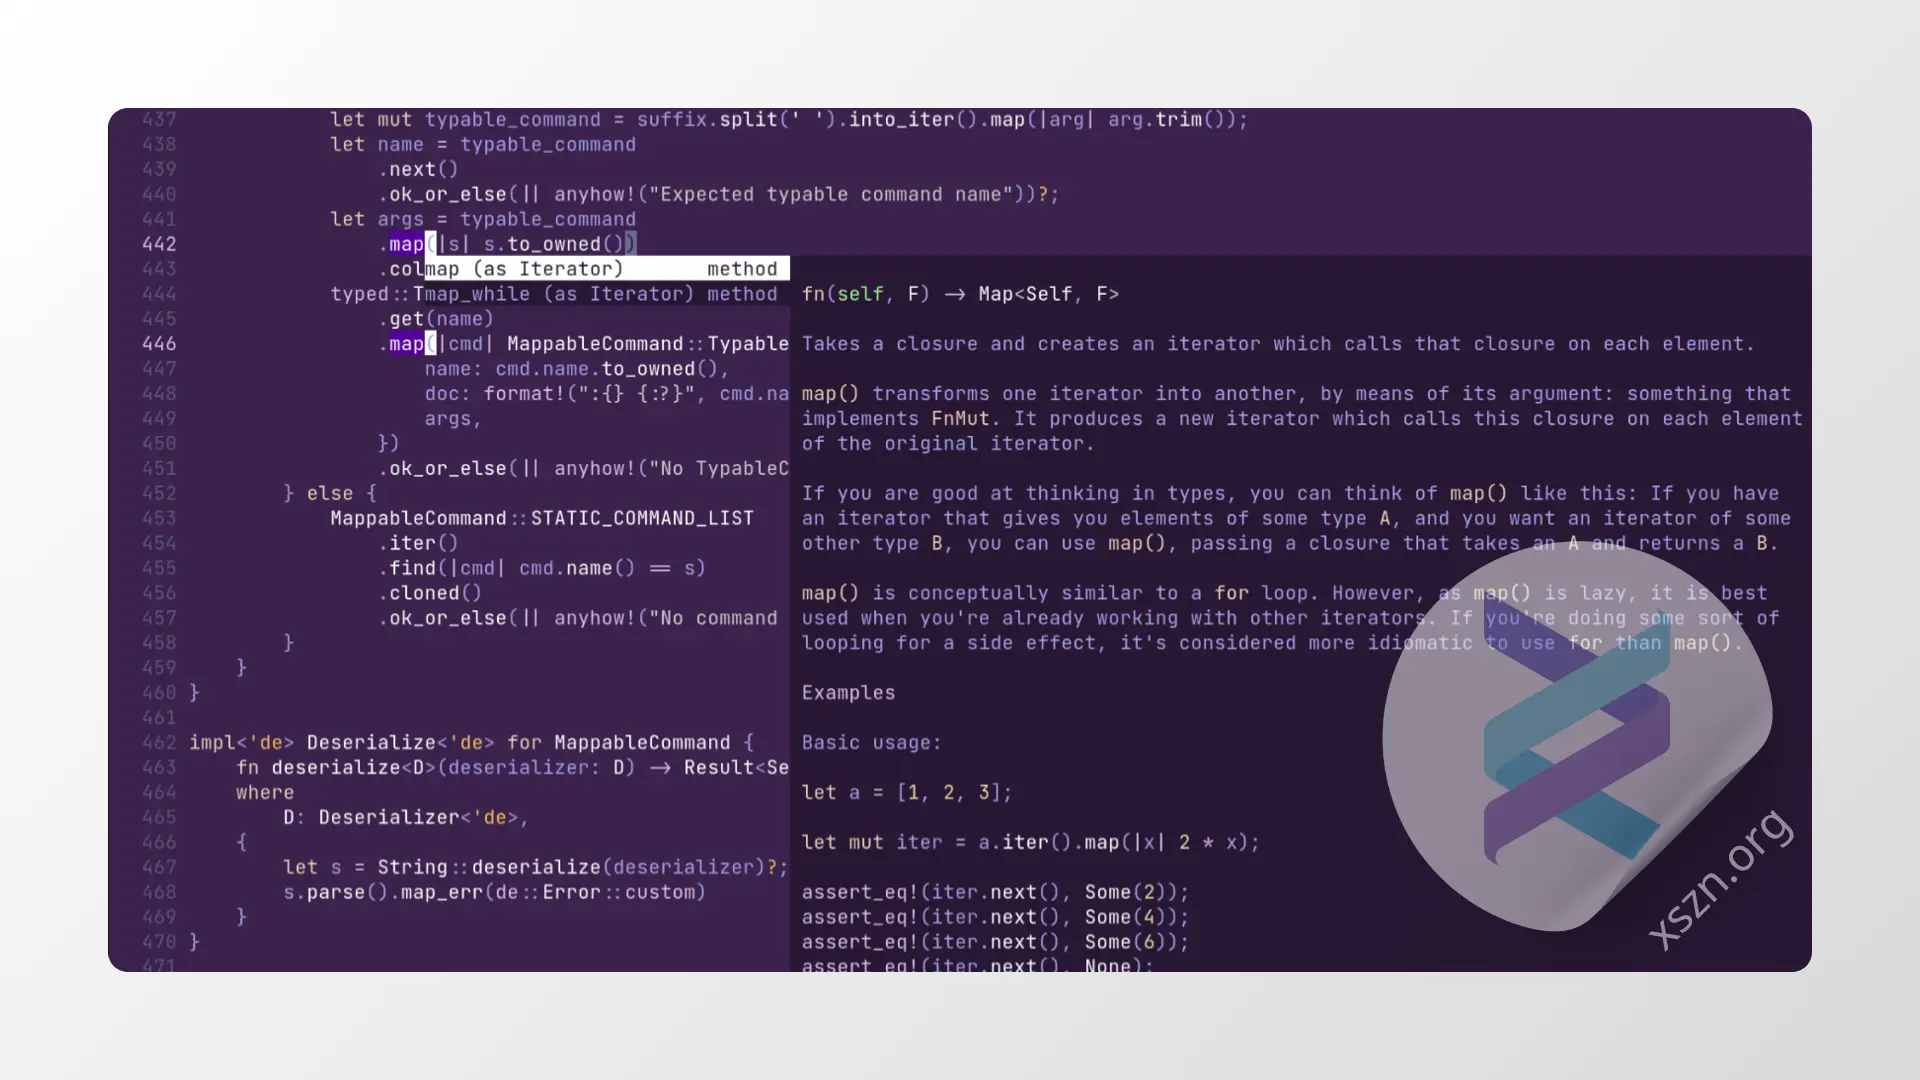 437 let mut typable_command = suffix.split(' ').into_iter().map(|arg| arg.trim());
438 let name = typable_command
439 .next()
440 .ok_or_else(|| anyhow!("Expected typable command name"))?;
441 let args = typable_command
442 .map(|s| s.to_owned())
443 .col
map (as Iterator) method
444 typed::T
map_while (as Iterator) method
445 .get(name)
446 .map(|cmd| MappableCommand::Typable
447 name: cmd.name.to_owned(),
448 doc: format!(":{} {:?}", cmd.na
449 args,
450 })
451 .ok_or_else(|| anyhow!("No TypableC
452 } else {
453 MappableCommand::STATIC_COMMAND_LIST
454 .iter()
455 .find(|cmd| cmd.name() == s)
456 .cloned()
457 .ok_or_else(|| anyhow!("No command
458 }
459 }
460 }
461
462 impl<'de> Deserialize<'de> for MappableCommand {
463 fn deserialize<D>(deserializer: D) -> Result<Se
464 where
465 D: Deserializer<'de>,
466 {
467 let s = String::deserialize(deserializer)?;
468 s.parse().map_err(de::Error::custom)
469 }
470 }
471
fn(self, F) -> Map<Self, F>
Takes a closure and creates an iterator which calls that closure on each element.
map() transforms one iterator into another, by means of its argument: something that
implements FnMut. It produces a new iterator which calls this closure on each element
of the original iterator.
If you are good at thinking in types, you can think of map() like this: If you have
an iterator that gives you elements of some type A, and you want an iterator of some
other type B, you can use map(), passing a closure that takes an A and returns a B.
map() is conceptually similar to a for loop. However, as map() is lazy, it is best
used when you're already working with other iterators. If you're doing some sort of
looping for a side effect, it's considered more idiomatic to use for than map().
Examples
Basic usage:
let a = [1, 2, 3];
let mut iter = a.iter().map(|x| 2 * x);
assert_eq!(iter.next(), Some(2));
assert_eq!(iter.next(), Some(4));
assert_eq!(iter.next(), Some(6));
assert_eq!(iter.next(), None);
xszn.org